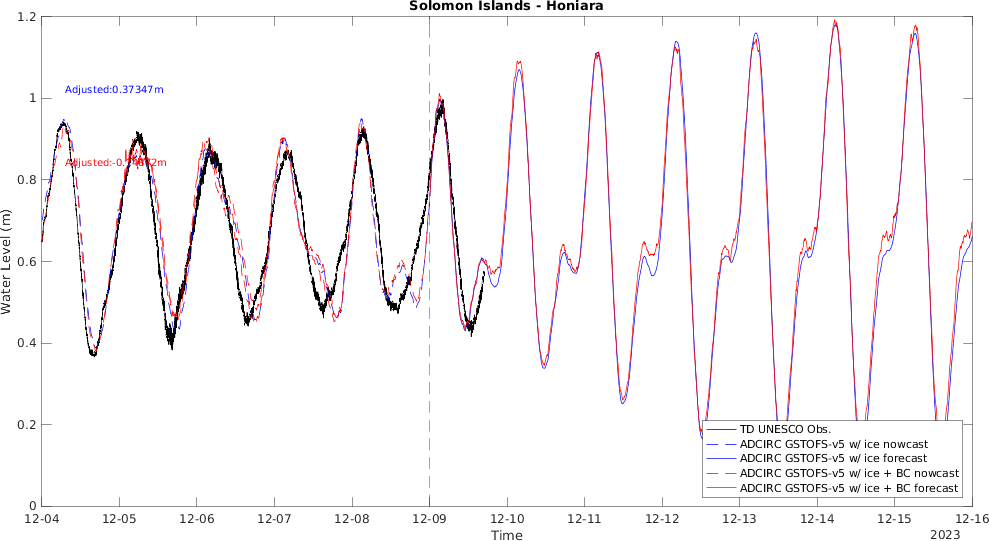 Solomon Islands - Honiara
1.2
1
0.8
0.6
0.4
0.2
0
Water Level (m)
Adjusted:0.37347m
TD UNESCO Obs.
ADCIRC GSTOFS-v5 w/ ice nowcast
ADCIRC GSTOFS-v5 w/ ice forecast
ADCIRC GSTOFS-v5 w/ ice + BC nowcast
ADCIRC GSTOFS-v5 w/ ice + BC forecast
12-04 12-05 12-06 12-07 12-08 12-09 12-10 12-11 12-12 12-13 12-14 12-15 12-16
Time
2023